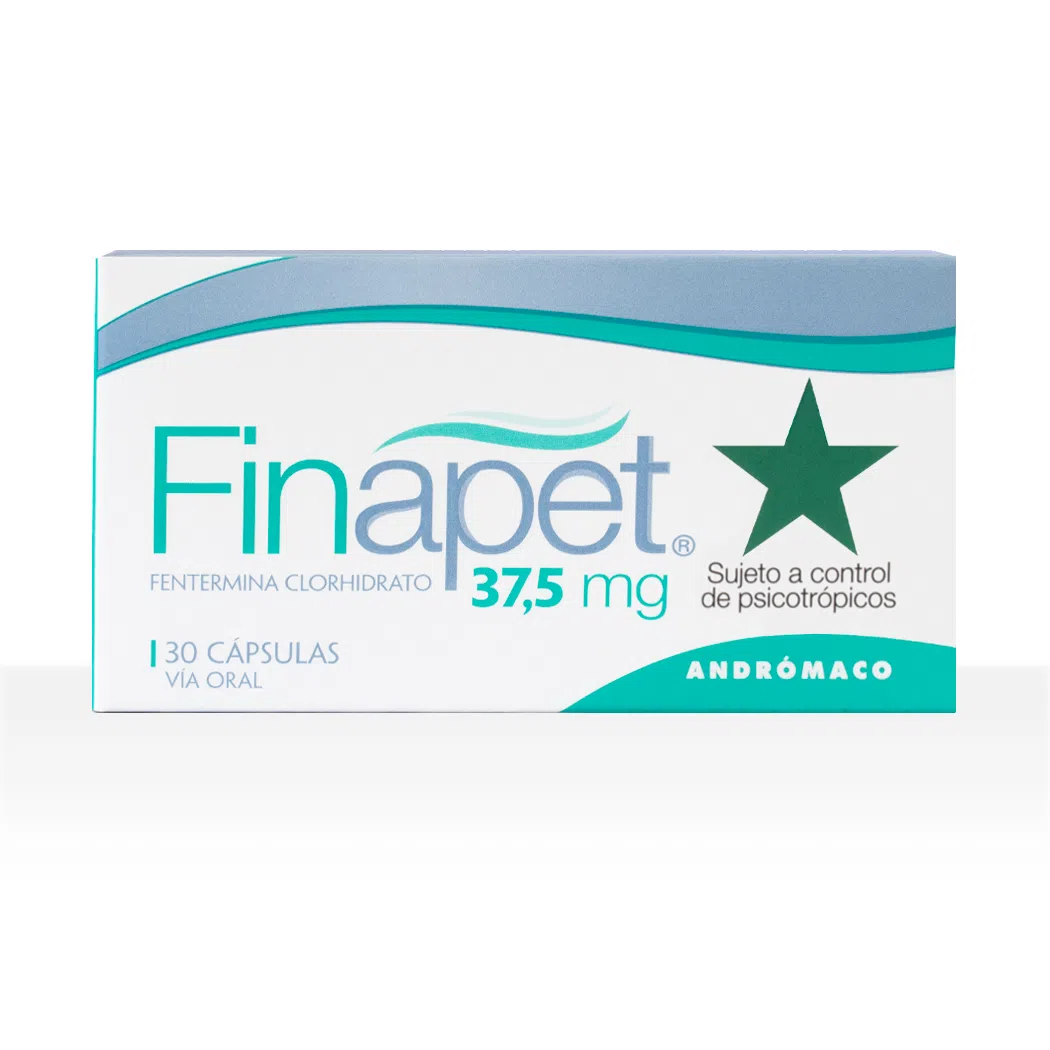 Finapet®
FENTERMINA CLORHIDRATO 37,5 mg
30 CÁPSULAS
VÍA ORAL
Sujeto a control
de psicotrópicos
ANDRÓMACO